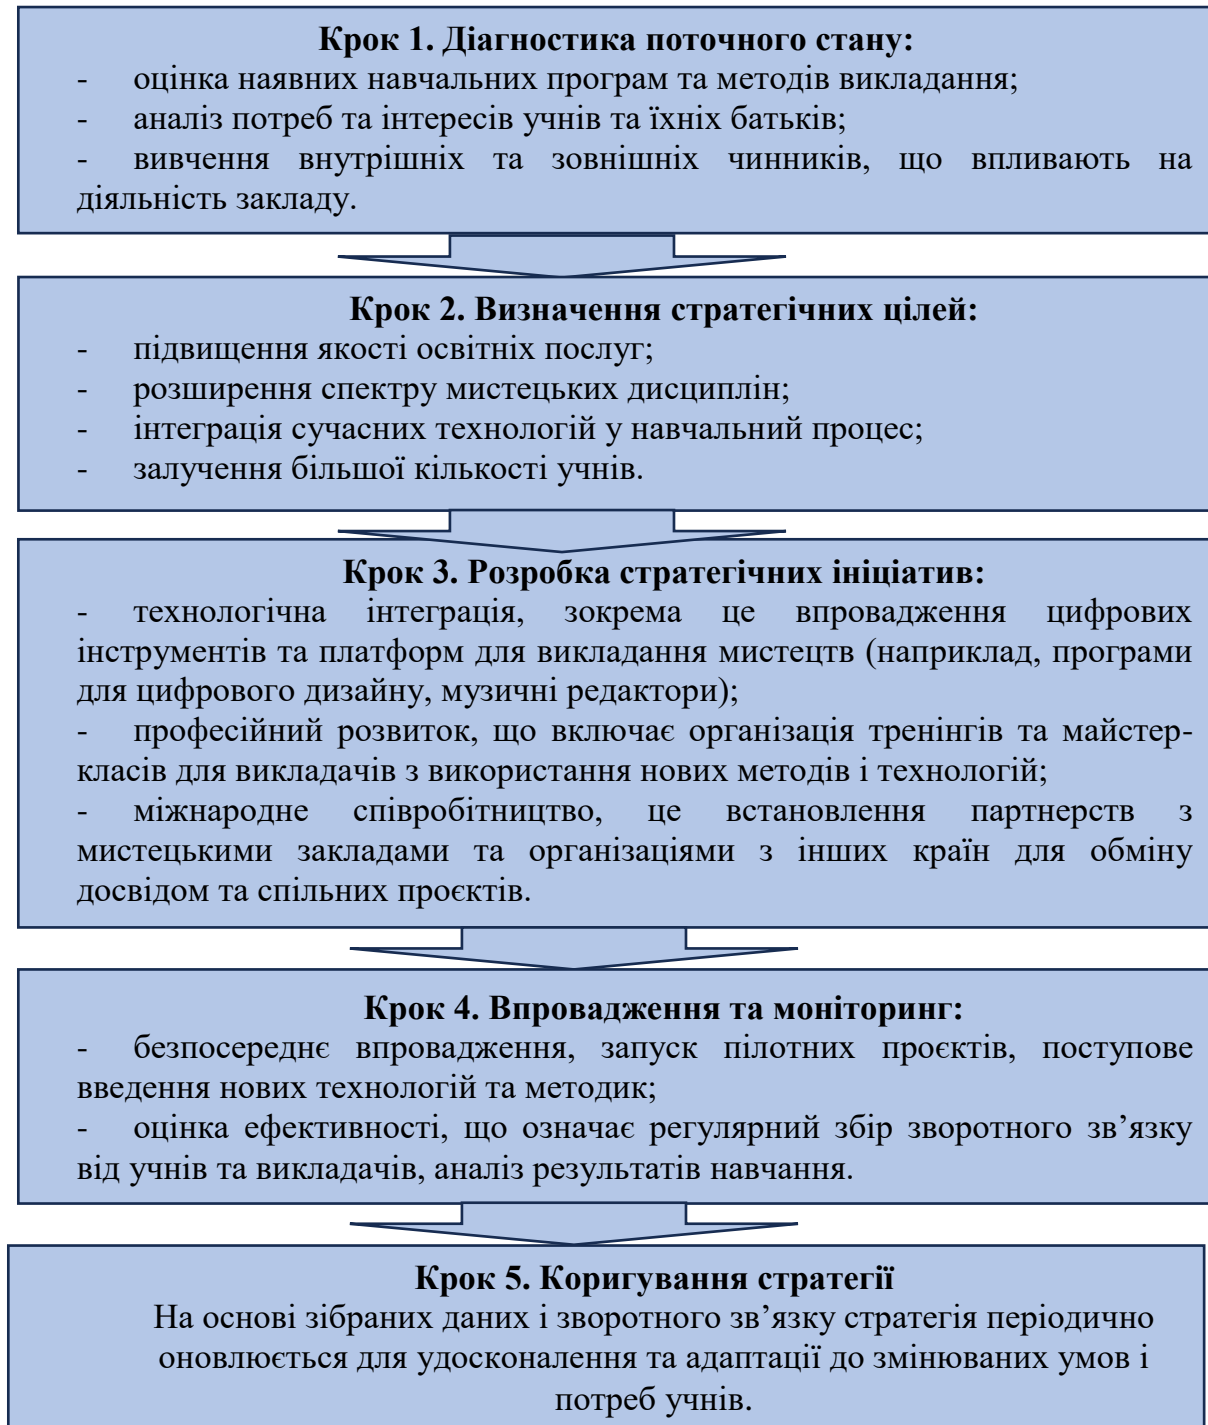 Крок 1. Діагностика поточного стану:
- оцінка наявних навчальних програм та методів викладання;
- аналіз потреб та інтересів учнів та їхніх батьків;
- вивчення внутрішніх та зовнішніх чинників, що впливають на
діяльність закладу.
Крок 2. Визначення стратегічних цілей:
- підвищення якості освітніх послуг;
- розширення спектру мистецьких дисциплін;
- інтеграція сучасних технологій у навчальний процес;
- залучення більшої кількості учнів.
Крок 3. Розробка стратегічних ініціатив:
- технологічна інтеграція, зокрема це впровадження цифрових
інструментів та платформ для викладання мистецтв (наприклад, програми
для цифрового дизайну, музичні редактори);
- професійний розвиток, що включає організація тренінгів та майстер-
класів для викладачів з використання нових методів і технологій;
- міжнародне співробітництво, це встановлення партнерств з
мистецькими закладами та організаціями з інших країн для обміну
досвідом та спільних проєктів.
Крок 4. Впровадження та моніторинг:
- безпосереднє впровадження, запуск пілотних проєктів, поступове
введення нових технологій та методик;
- оцінка ефективності, що означає регулярний збір зворотного зв’язку
від учнів та викладачів, аналіз результатів навчання.
Крок 5. Коригування стратегії
На основі зібраних даних і зворотного зв’язку стратегія періодично
оновлюється для удосконалення та адаптації до змінюваних умов і
потреб учнів.